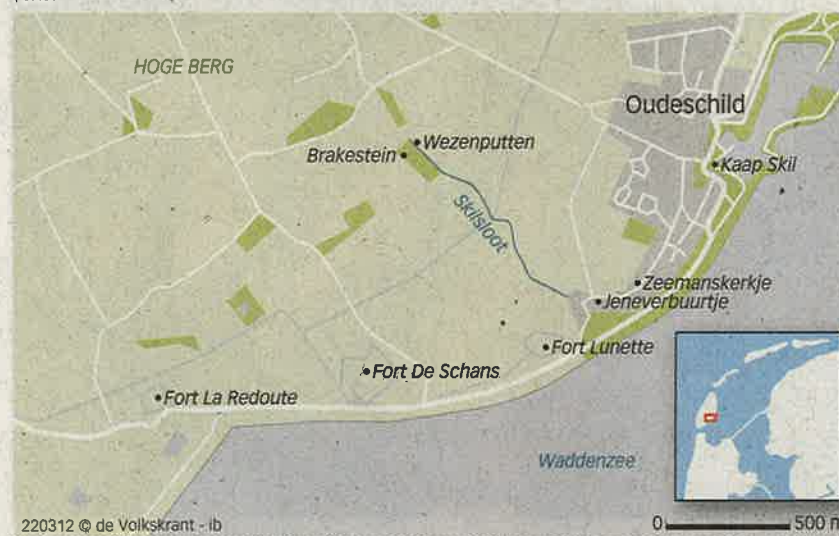 HOGE BERG
Oudeschild
Wezenputten
Brakestein
Kaap Skil
Skilsloot
Zeemanskerkje
Jeneverbuurtje
Fort Lunette
Fort De Schans
Fort La Redoute
Waddenzee
220312 © de Volkskrant - ib
0 500 m